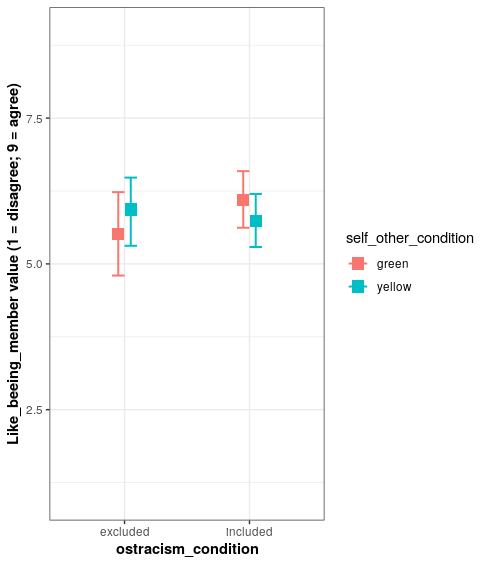 Like_beeing_member value (1 = disagree; 9 = agree)
7.5
5.0
2.5
excluded
included
ostracism_condition
self_other_condition
green
yellow